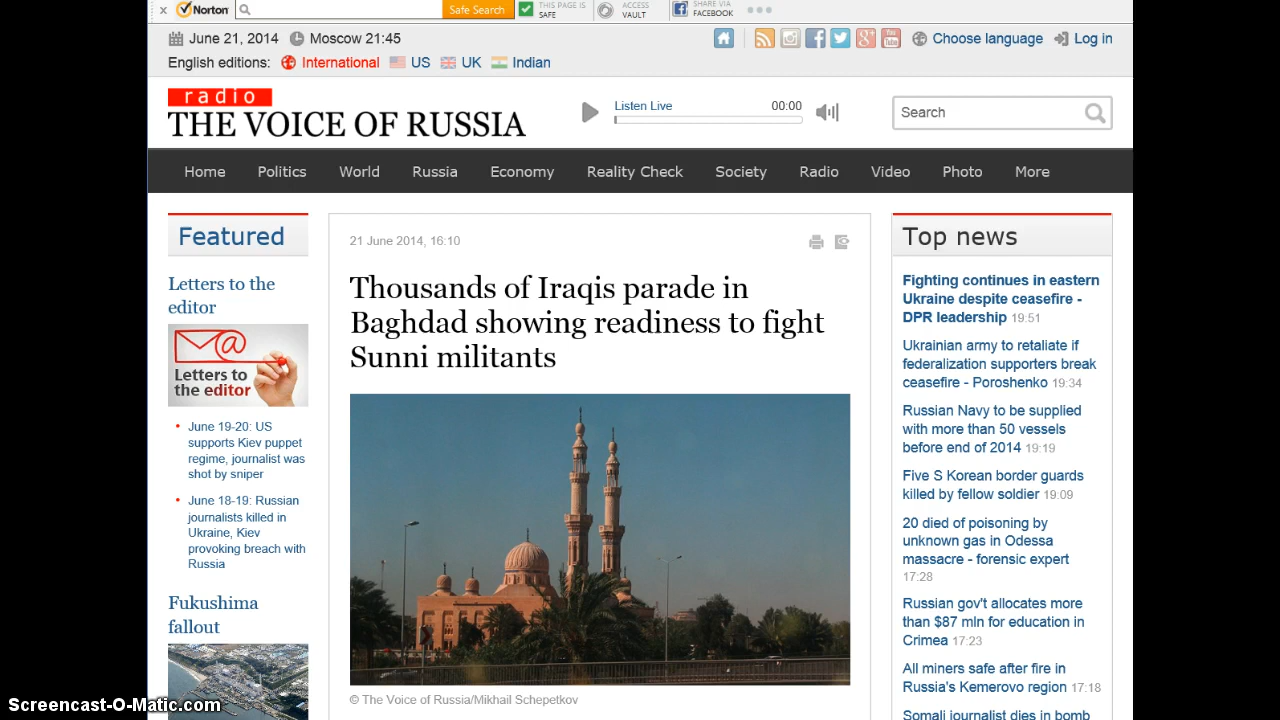 Norton
Safe Search
THIS PAGE IS
SAFE
ACCESS
VAULT
SHARE VIA
FACEBOOK
June 21, 2014 Moscow 21:45
Choose language Log in
English editions: International US UK Indian
radio
THE VOICE OF RUSSIA
Listen Live 00:00
Search
Home Politics World Russia Economy Reality Check Society Radio Video Photo More
Featured
Letters to the
editor
Letters to
the editor
June 19-20: US
supports Kiev puppet
regime, journalist was
shot by sniper
June 18-19: Russian
journalists killed in
Ukraine, Kiev
provoking breach with
Russia
Fukushima
fallout
21 June 2014, 16:10
Thousands of Iraqis parade in
Baghdad showing readiness to fight
Sunni militants
© The Voice of Russia/Mikhail Schepetkov
Top news
Fighting continues in eastern
Ukraine despite ceasefire -
DPR leadership 19:51
Ukrainian army to retaliate if
federalization supporters break
ceasefire - Poroshenko 19:34
Russian Navy to be supplied
with more than 50 vessels
before end of 2014 19:19
Five S Korean border guards
killed by fellow soldier 19:09
20 died of poisoning by
unknown gas in Odessa
massacre - forensic expert
17:28
Russian gov't allocates more
than $87 mln for education in
Crimea 17:23
All miners safe after fire in
Russia's Kemerovo region 17:18
Somali journalist dies in bomb
Screencast-O-Matic.com